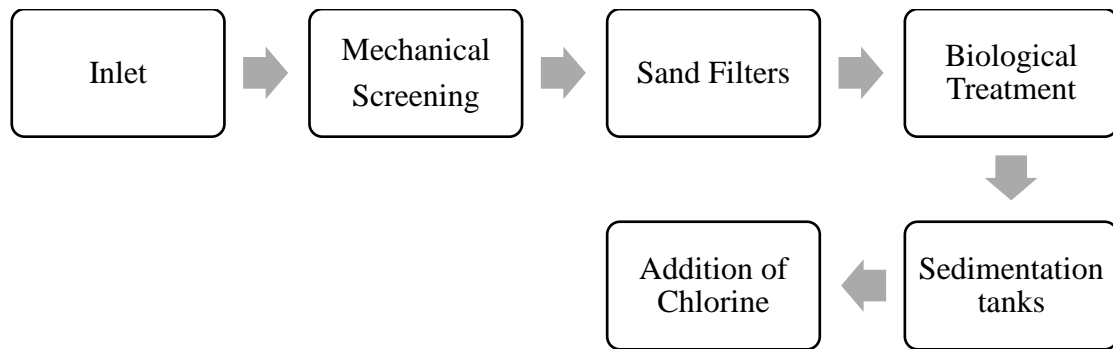 Inlet
Mechanical
Screening
Sand Filters
Biological
Treatment
Sedimentation
tanks
Addition of
Chlorine